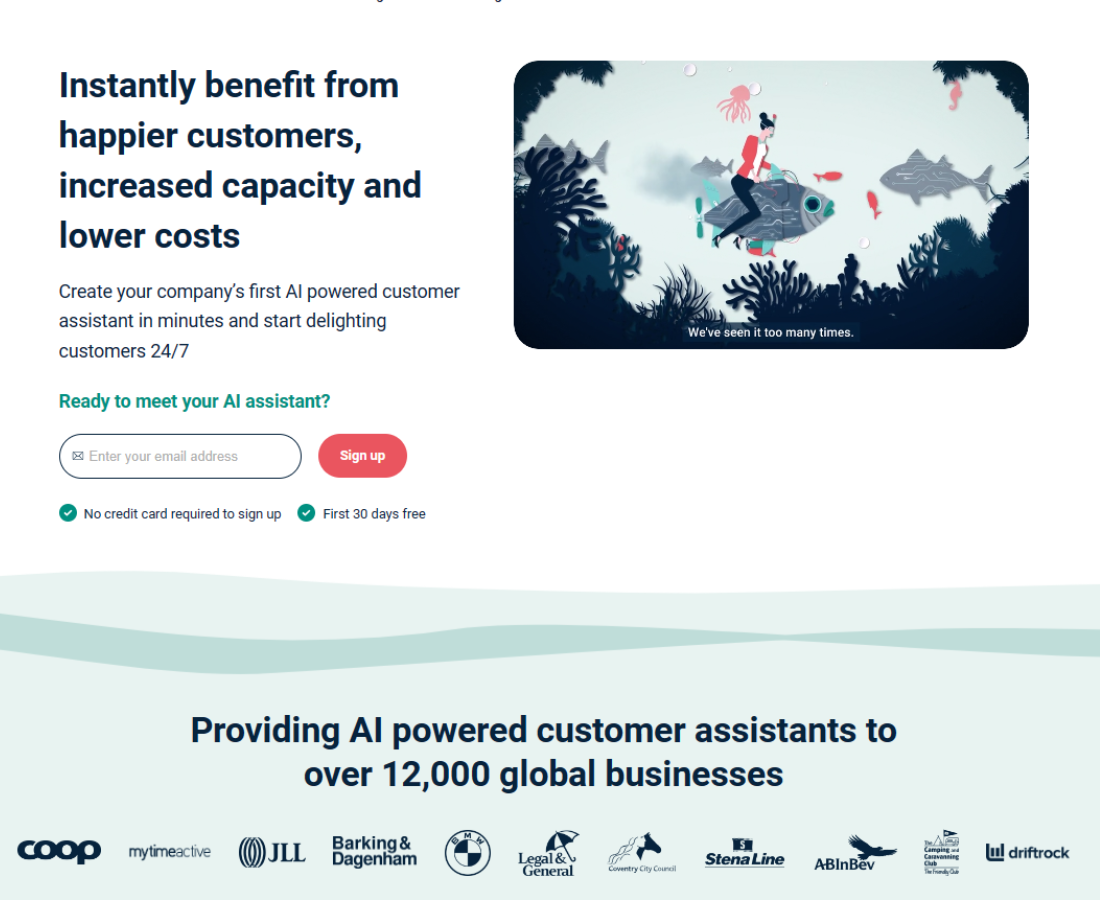 Instantly benefit from
happier customers,
increased capacity and
lower costs
Create your company's first AI powered customer
assistant in minutes and start delighting
customers 24/7
Ready to meet your AI assistant?
Enter your email address
Sign up
No credit card required to sign up
First 30 days free
We've seen it too many times.
Providing AI powered customer assistants to
over 12,000 global businesses
coop
mytimeactive
JLL
Barking &
Dagenham
BMW
Legal &
General
Coventry City Council
S
Stena Line
ABInBev
The
Camping and
Caravanning
Club
The Friendly Club
driftrock